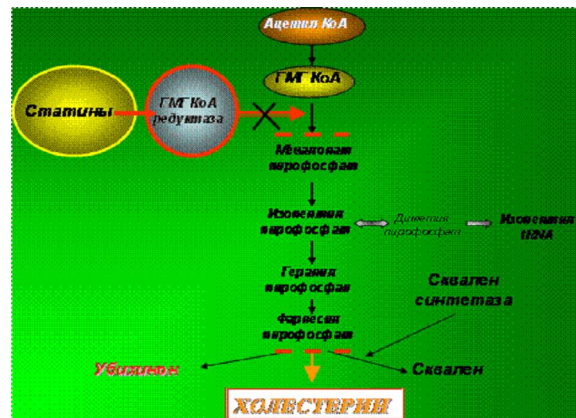 Ацетил КоА
ГМГ КоА
Статины
ГМГ КоА
редуктаза
Мевалонат
пирофосфат
Изопентил
пирофосфат
Диметил
пирофосфат
Изопентил
tRNA
Геранил
пирофосфат
Сквален
синтетаза
Фарнесил
пирофосфат
Убихинон
Сквален
ХОЛЕСТЕРИН